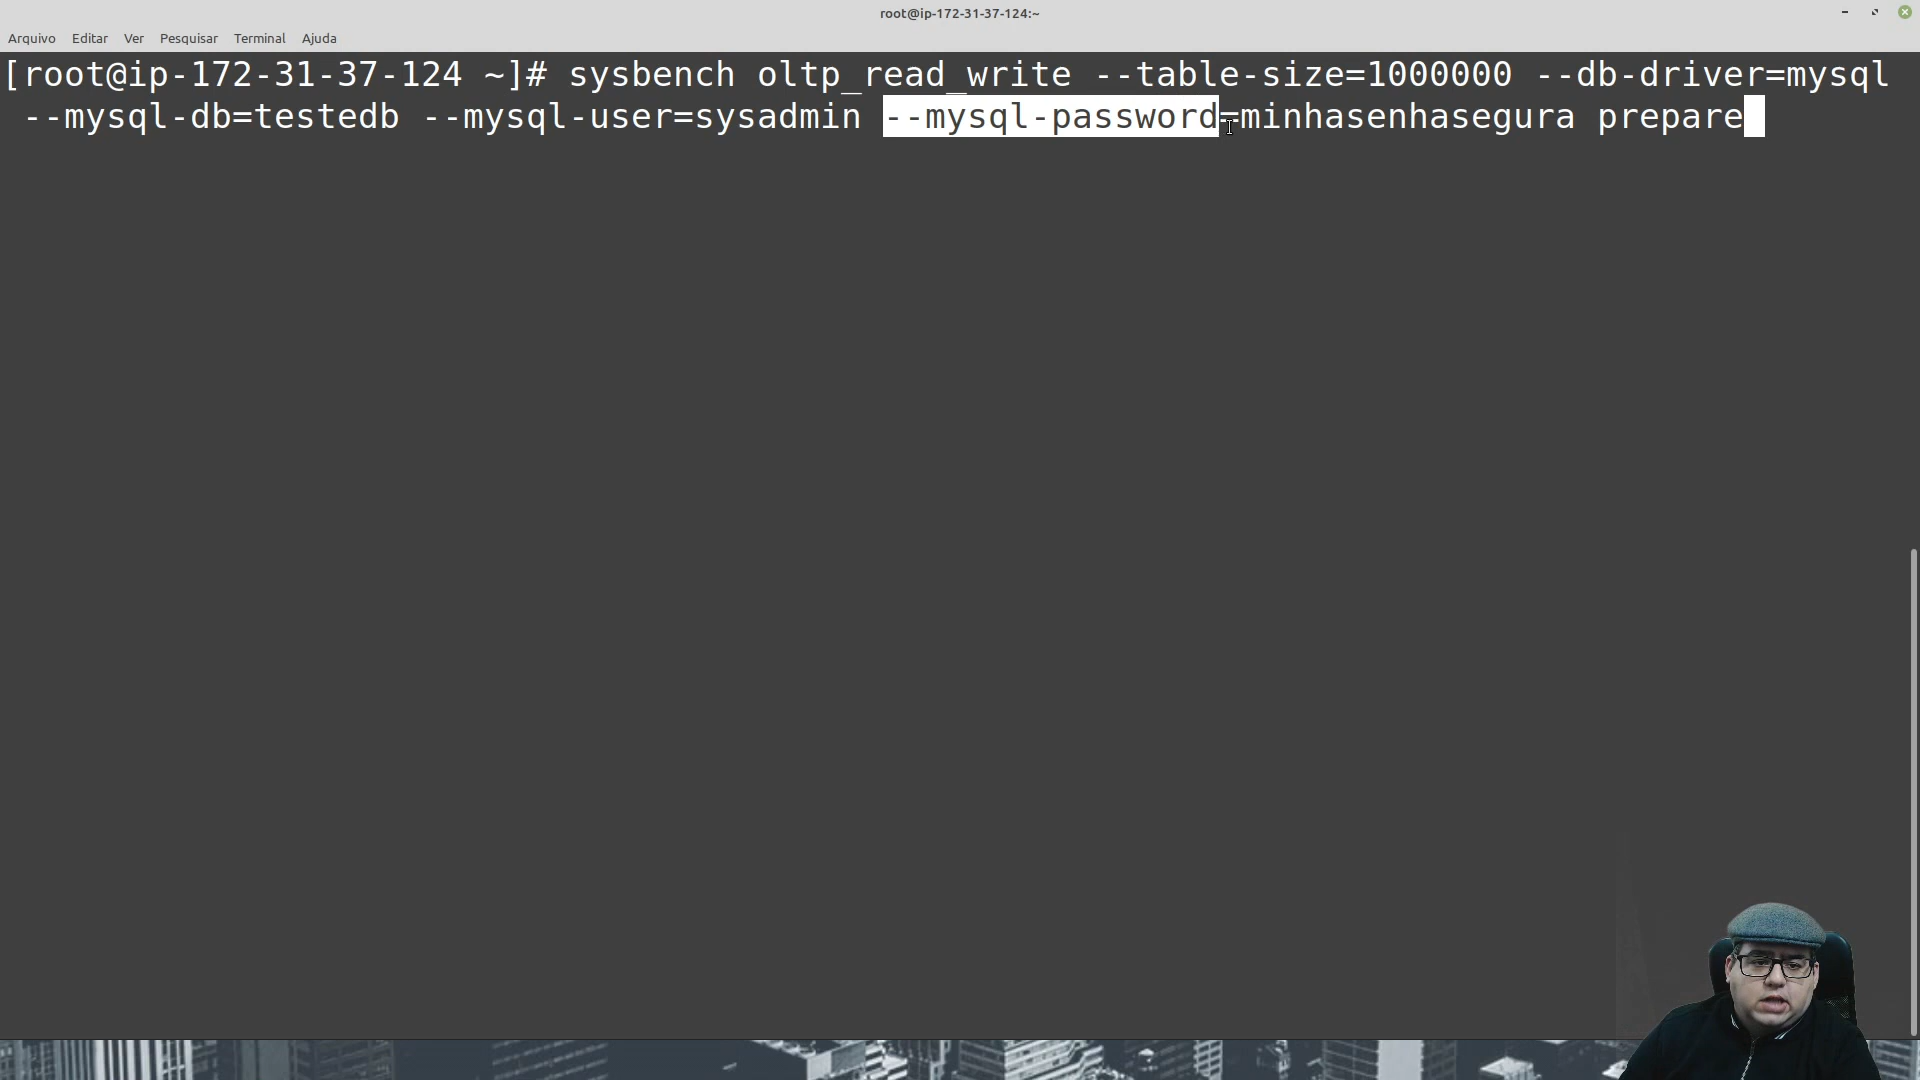 root@ip-172-31-37-124:~
Arquivo Editar Ver Pesquisar Terminal Ajuda
[root@ip-172-31-37-124 ~]# sysbench oltp_read_write --table-size=1000000 --db-driver=mysql
--mysql-db=testedb --mysql-user=sysadmin --mysql-password=minhasenhasegura prepare